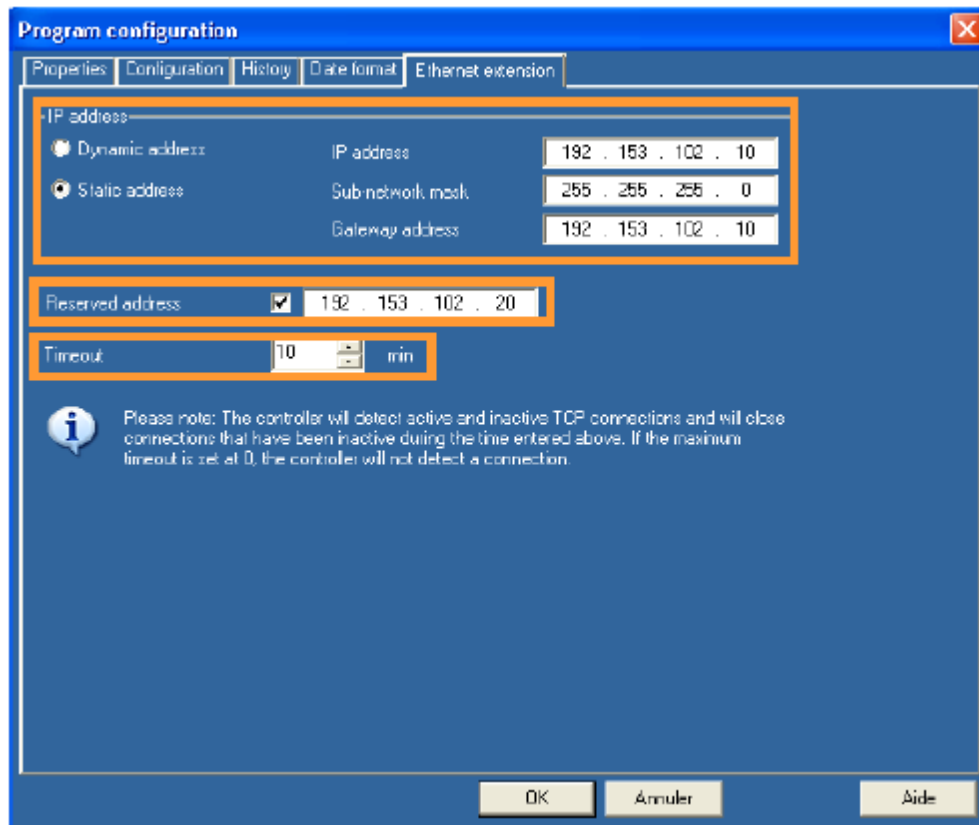 Program configuration
Properties Configuration History Date format Ethernet extension
IP address
Dynamic address IP address 192 . 153 . 102 . 10
Static address Sub-network mask 255 . 255 . 255 . 0
Gateway address 192 . 153 . 102 . 10
Reserved address 192 . 153 . 102 . 20
Timeout 10 min
Please note: The controller will detect active and inactive TCP connections and will close
connections that have been inactive during the time entered above. If the maximum
timeout is set at 0, the controller will not detect a connection.
OK Annuler Aide